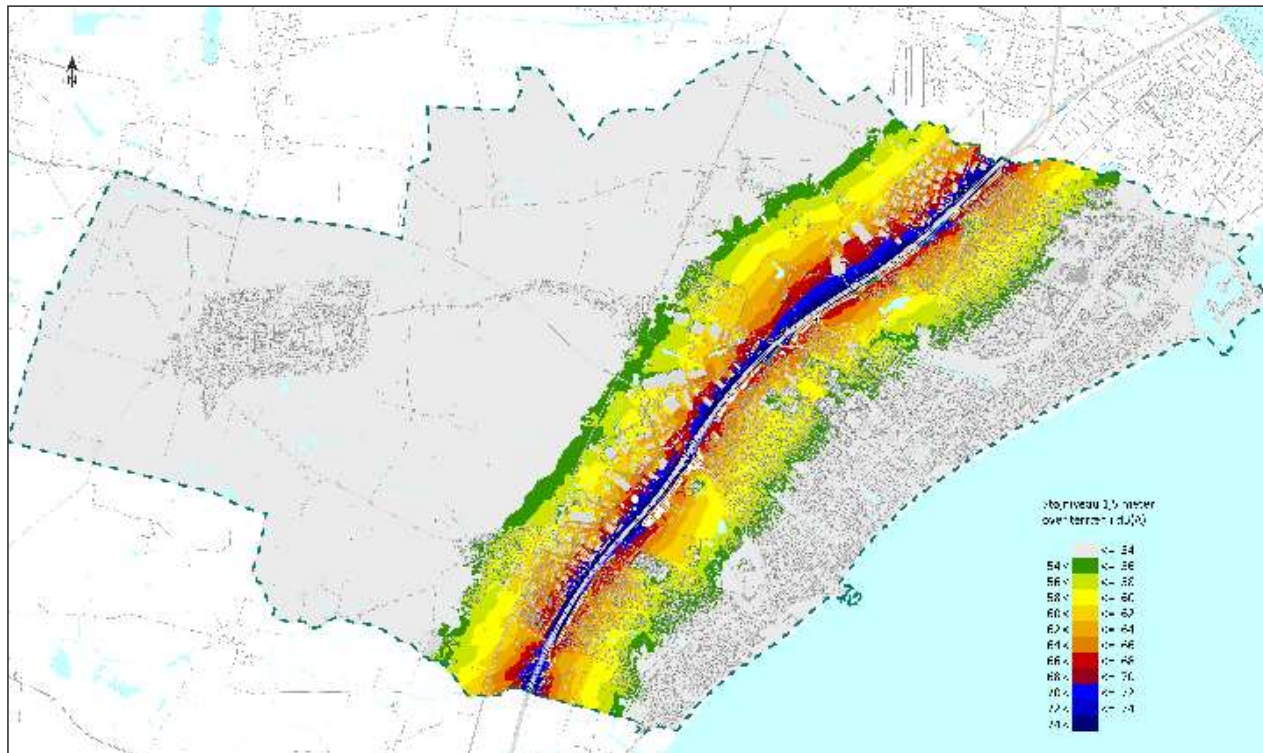 N
Støjniveau 1,5 meter
over terræn i dB(A)
<= 54
54 < <= 56
56 < <= 58
58 < <= 60
60 < <= 62
62 < <= 64
64 < <= 66
66 < <= 68
68 < <= 70
70 < <= 72
72 < <= 74
74 <